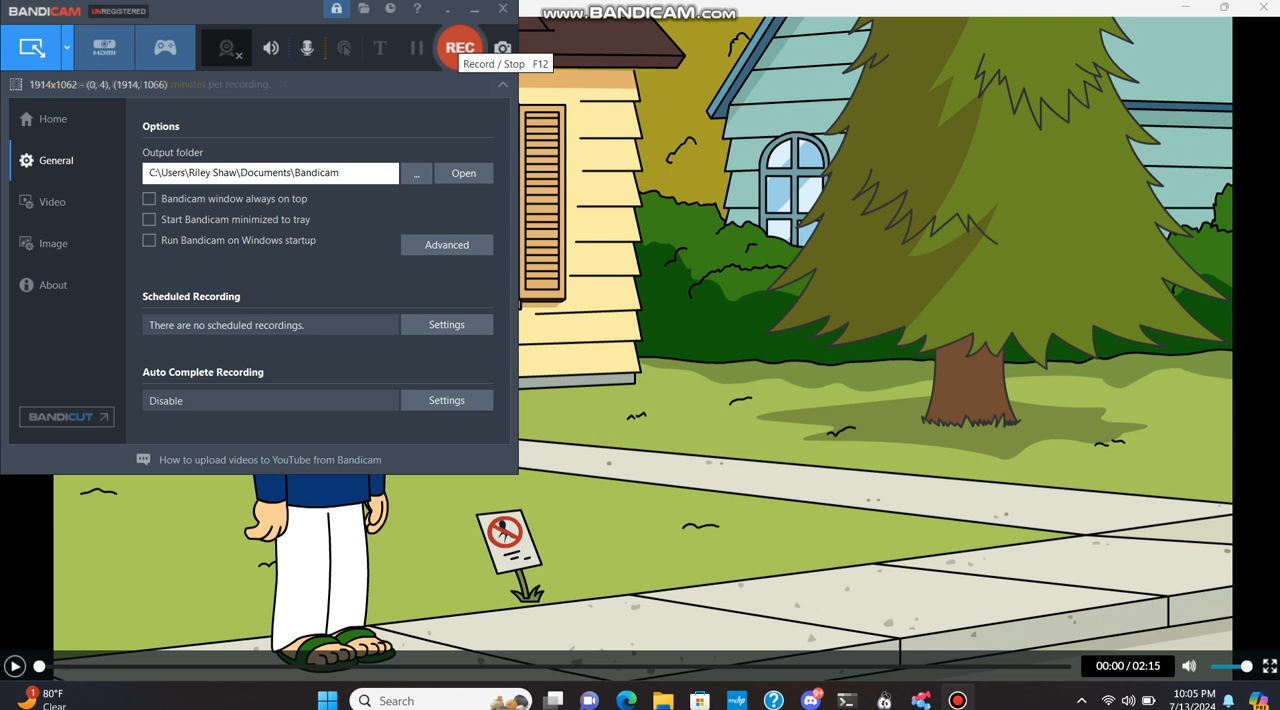 BANDICAM UNREGISTERED
www.BANDICAM.com
HDMI
REC
Record / Stop F12
1914x1062 - (0, 4), (1914, 1066) minutes per recording.
Home
General
Video
Image
About
BANDICUT
Options
Output folder
C:\Users\Riley Shaw\Documents\Bandicam
...
Open
Bandicam window always on top
Start Bandicam minimized to tray
Run Bandicam on Windows startup
Advanced
Scheduled Recording
There are no scheduled recordings.
Settings
Auto Complete Recording
Disable
Settings
How to upload videos to YouTube from Bandicam
00:00 / 02:15
1
80°F
Clear
Search
myhp
9+
10:05 PM
7/13/2024